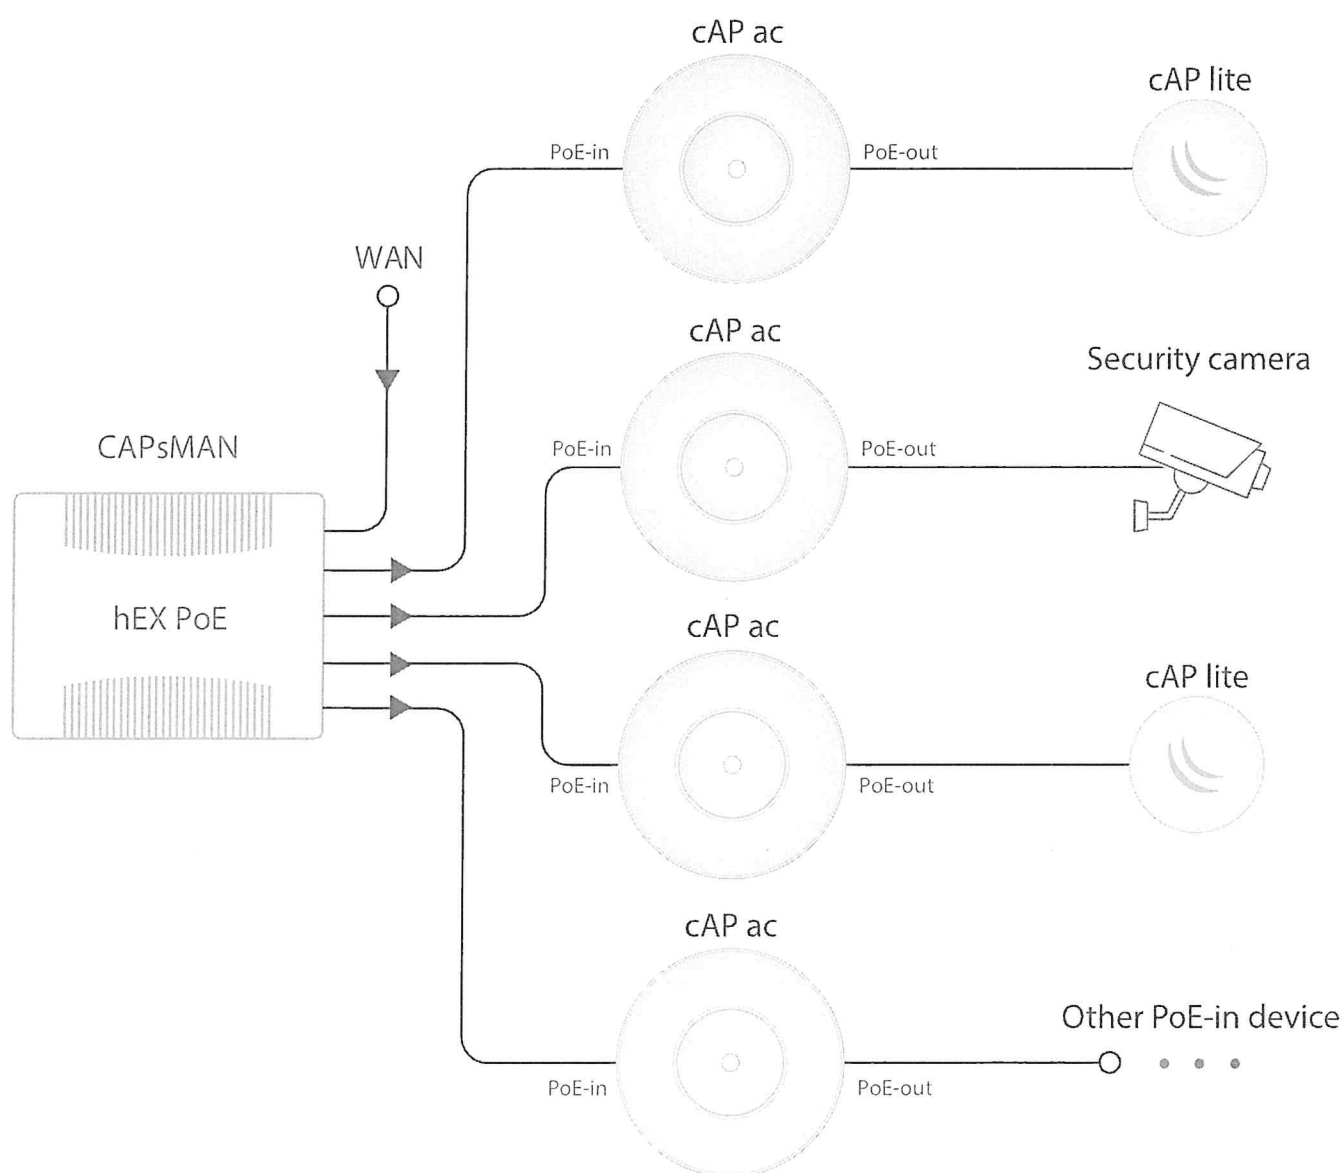 cAP ac
cAP lite
PoE-in
PoE-out
WAN
cAP ac
Security camera
PoE-in
PoE-out
CAPsMAN
hEX PoE
cAP ac
cAP lite
PoE-in
PoE-out
cAP ac
Other PoE-in device
PoE-in
PoE-out